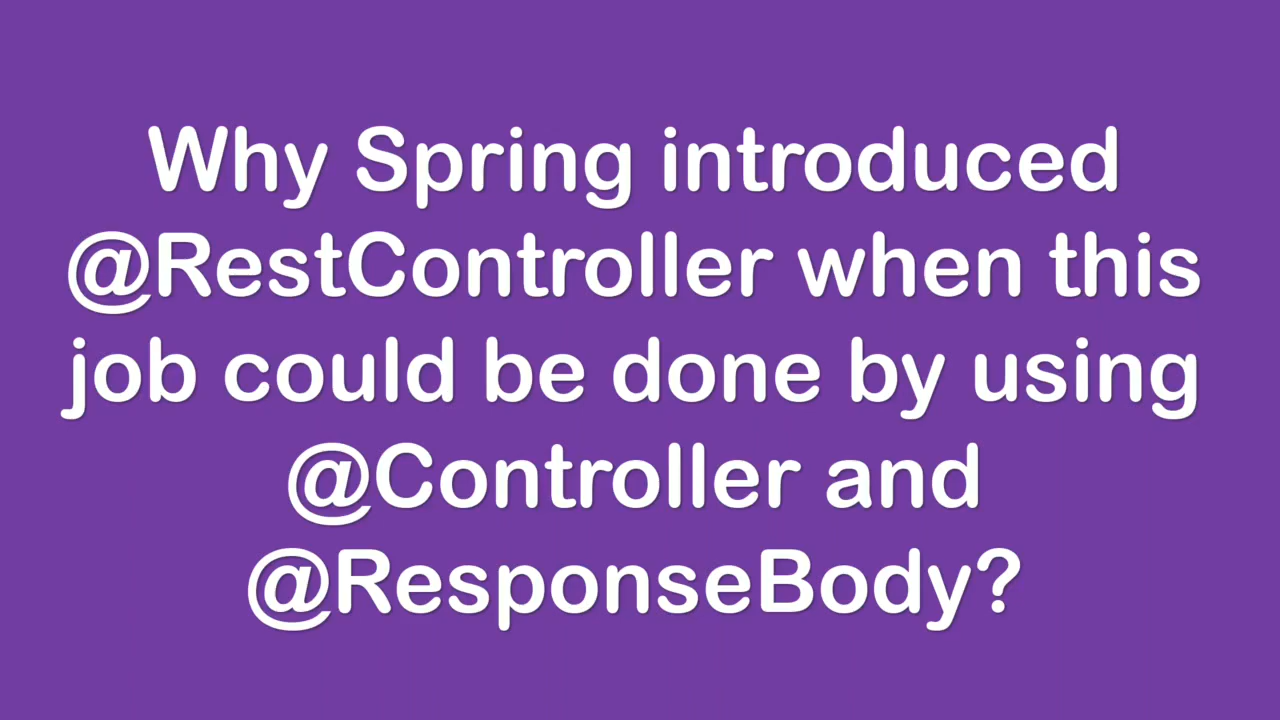 Why Spring introduced
@RestController when this
job could be done by using
@Controller and
@ResponseBody?